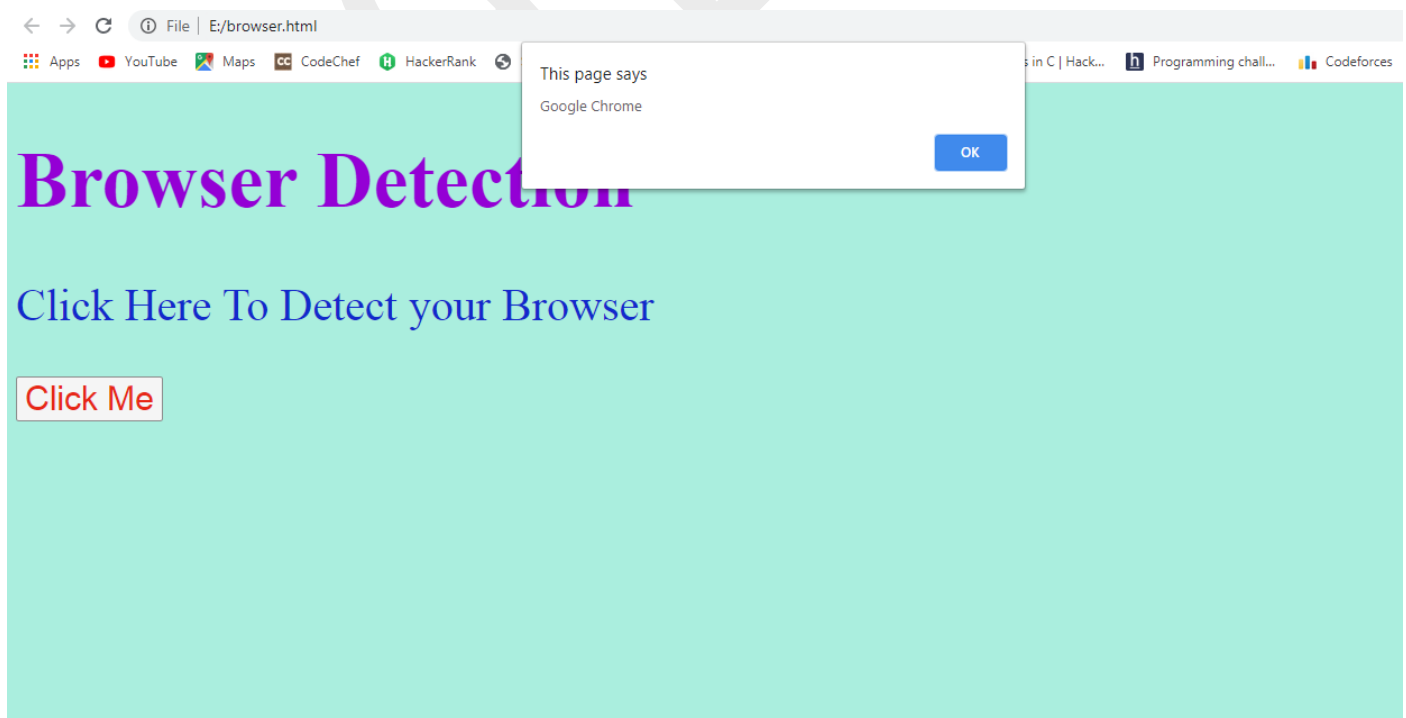 File | E:/browser.html
Apps YouTube Maps CodeChef HackerRank s in C | Hack... Programming chall... Codeforces
This page says
Google Chrome
OK
Browser Detection
Click Here To Detect your Browser
Click Me